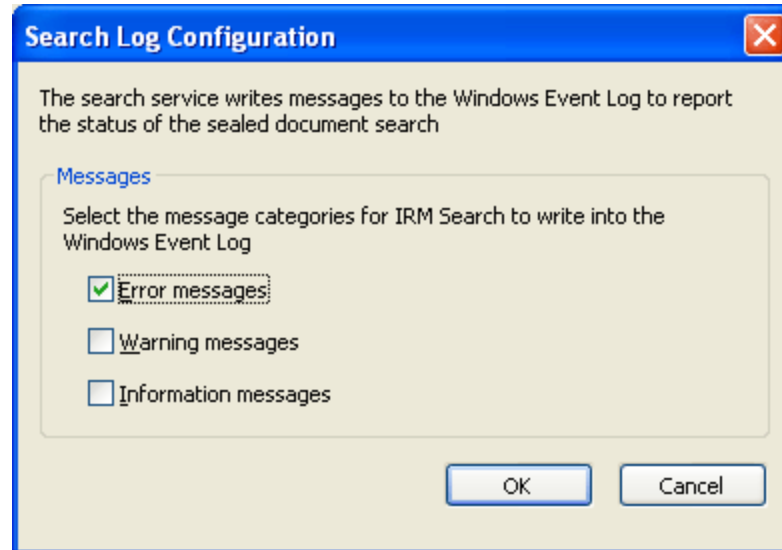 Search Log Configuration
The search service writes messages to the Windows Event Log to report
the status of the sealed document search
Messages
Select the message categories for IRM Search to write into the
Windows Event Log
Error messages
Warning messages
Information messages
OK
Cancel